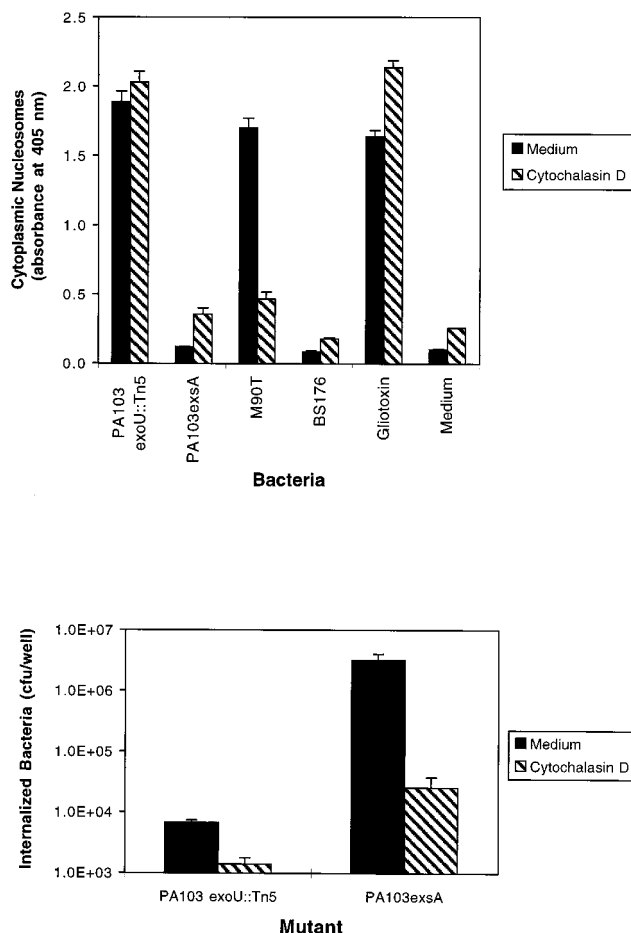 2.5
2.0
1.5
1.0
0.5
0.0
Cytoplasmic Nucleosomes
(absorbance at 405 nm)
Medium
Cytochalasin D
PA103
exoU::Tn5
PA103exsA
M90T
BS176
Gliotoxin
Medium
Bacteria
1.0E+07
1.0E+06
1.0E+05
1.0E+04
1.0E+03
Internalized Bacteria (cfu/well)
Medium
Cytochalasin D
PA103 exoU::Tn5
PA103exsA
Mutant